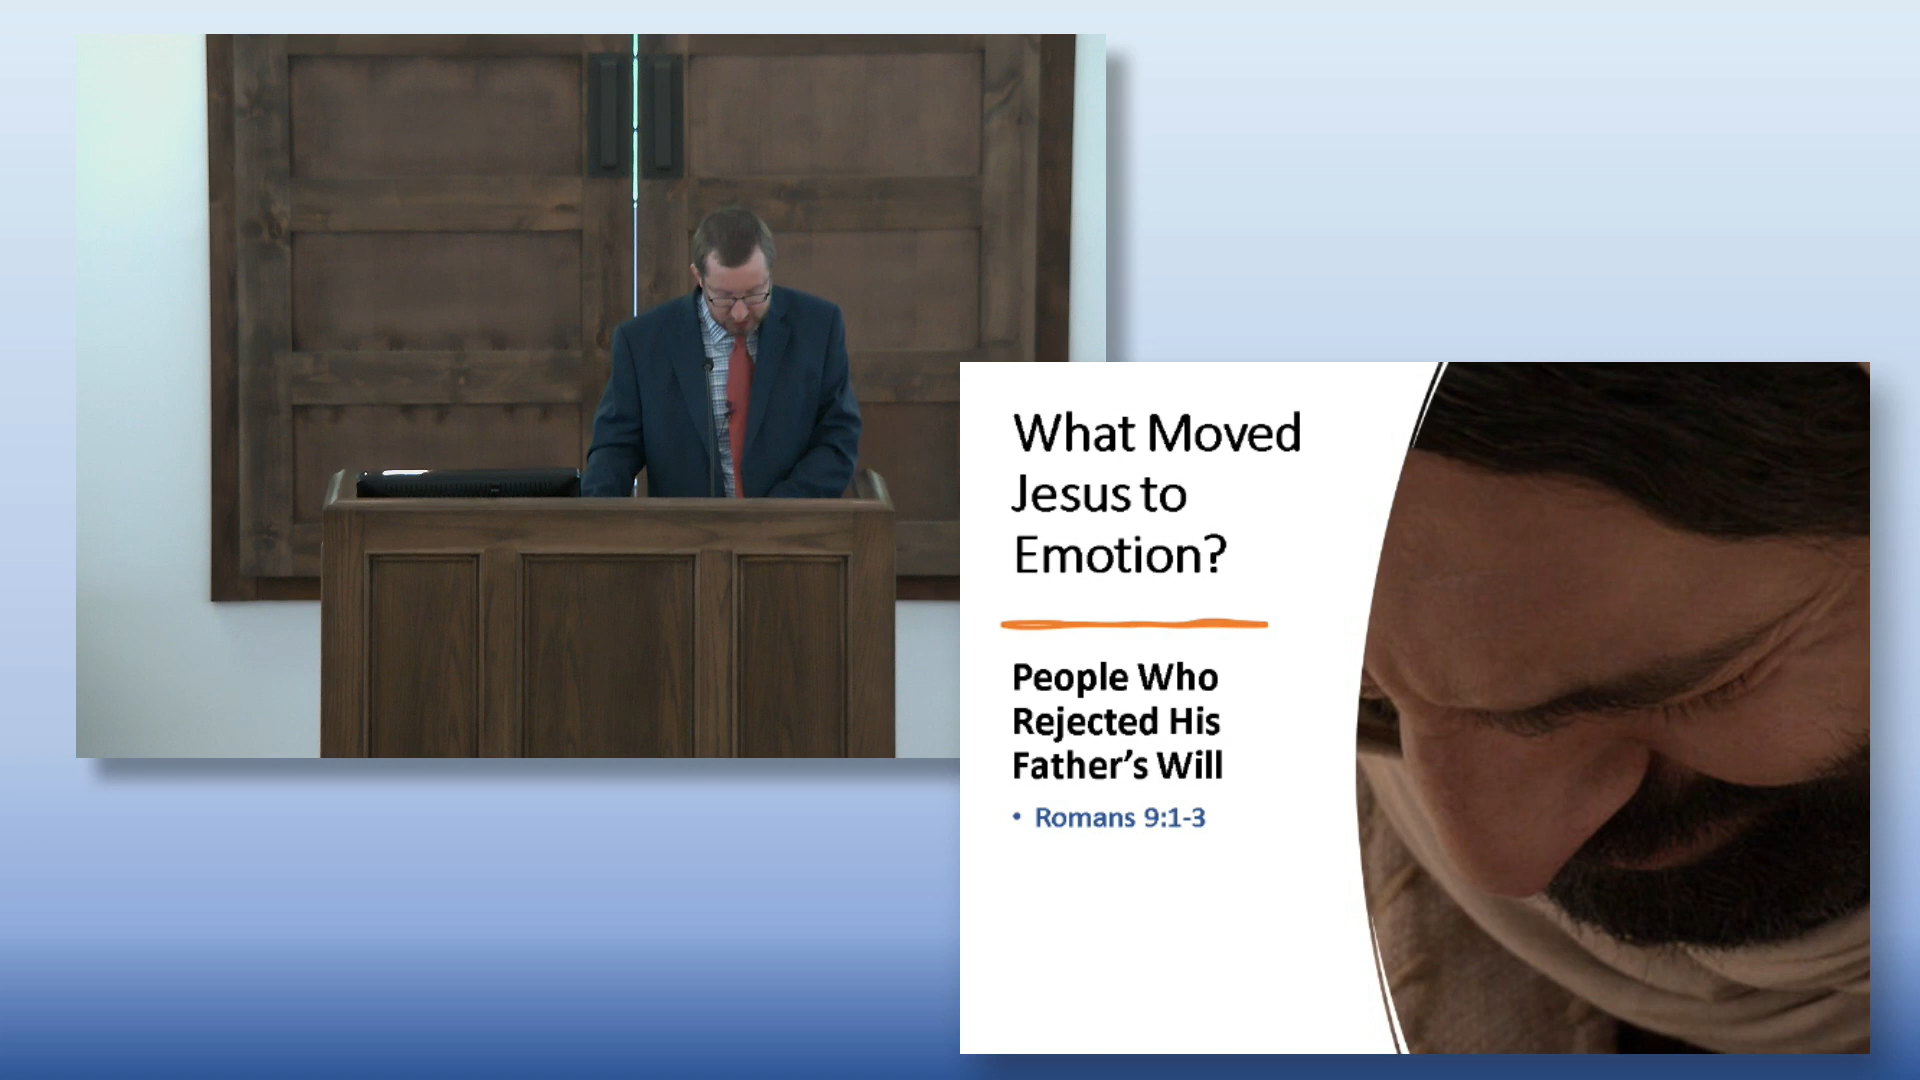 What Moved
Jesus to
Emotion?
People Who
Rejected His
Father's Will
• Romans 9:1-3